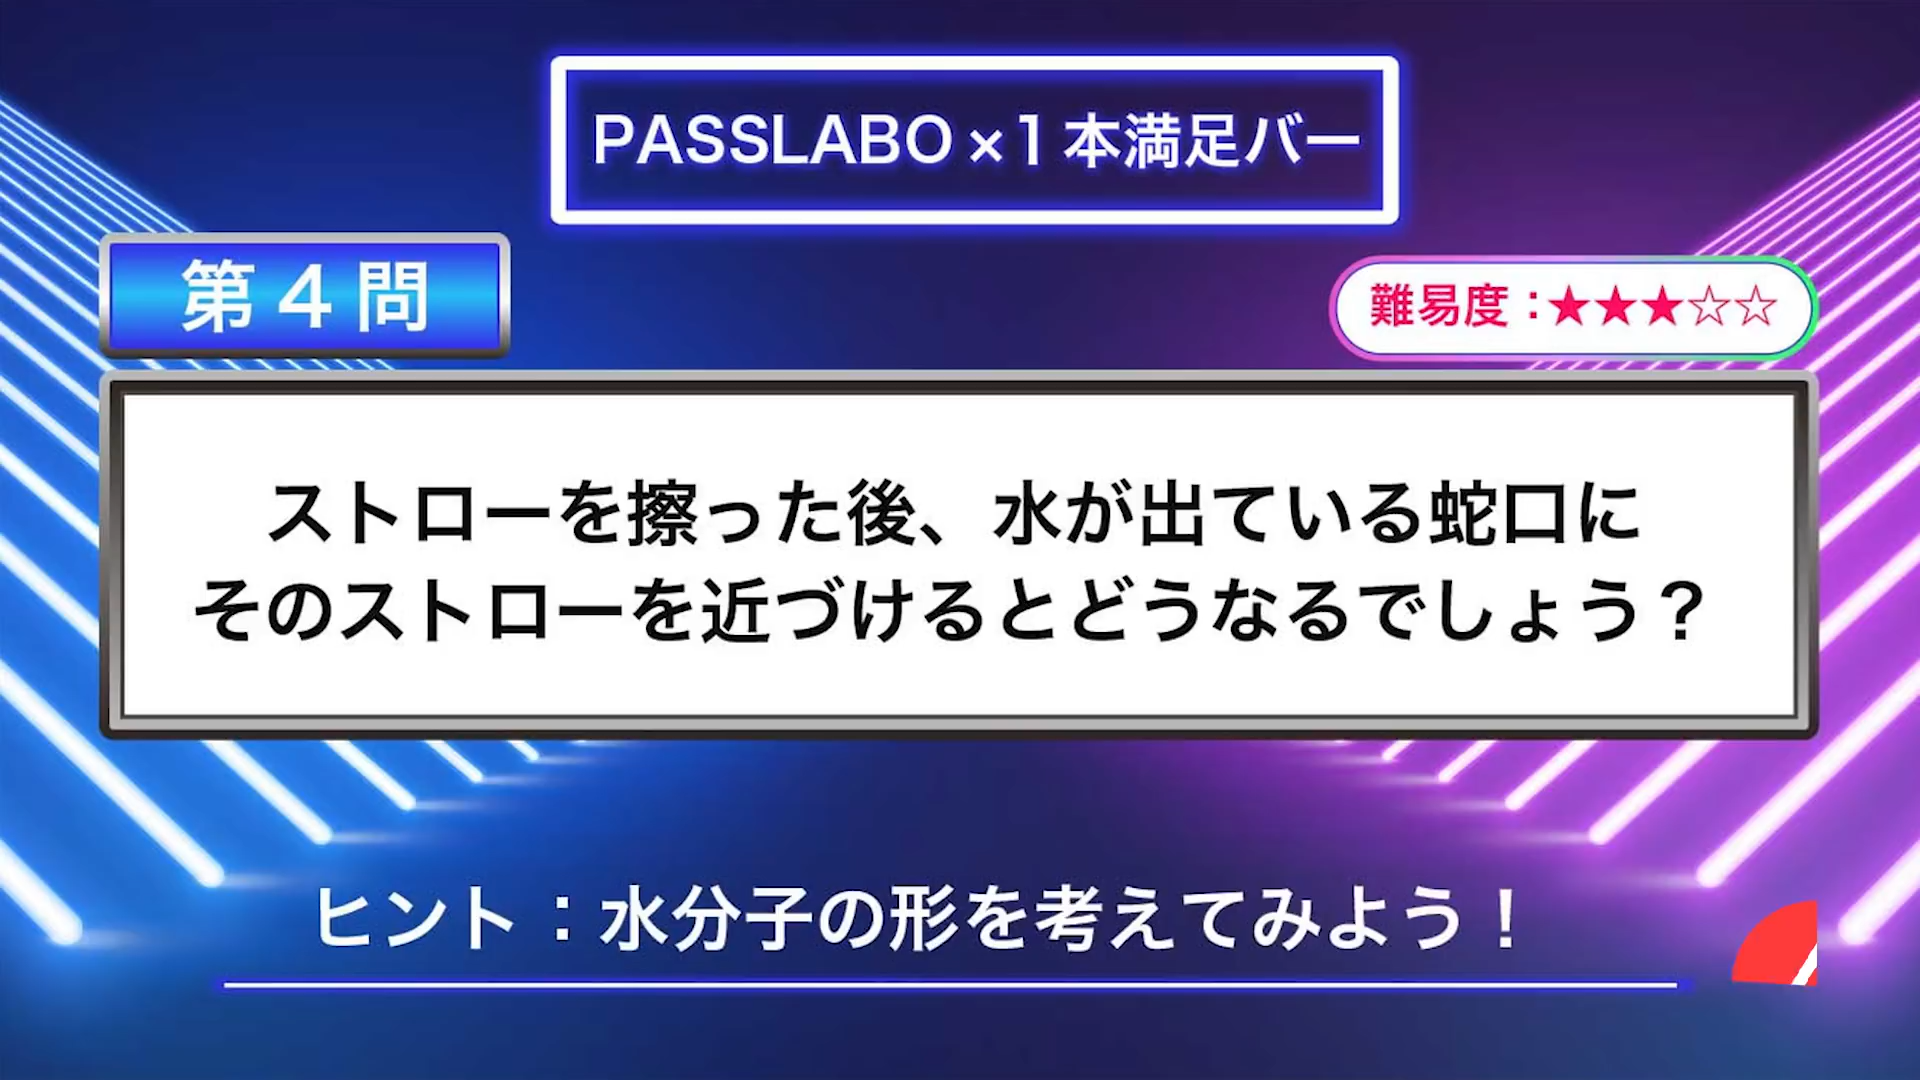 PASSLABO×1本満足バー
第4問
難易度：★★★☆☆
ストローを擦った後、水が出ている蛇口に
そのストローを近づけるとどうなるでしょう？
ヒント：水分子の形を考えてみよう！